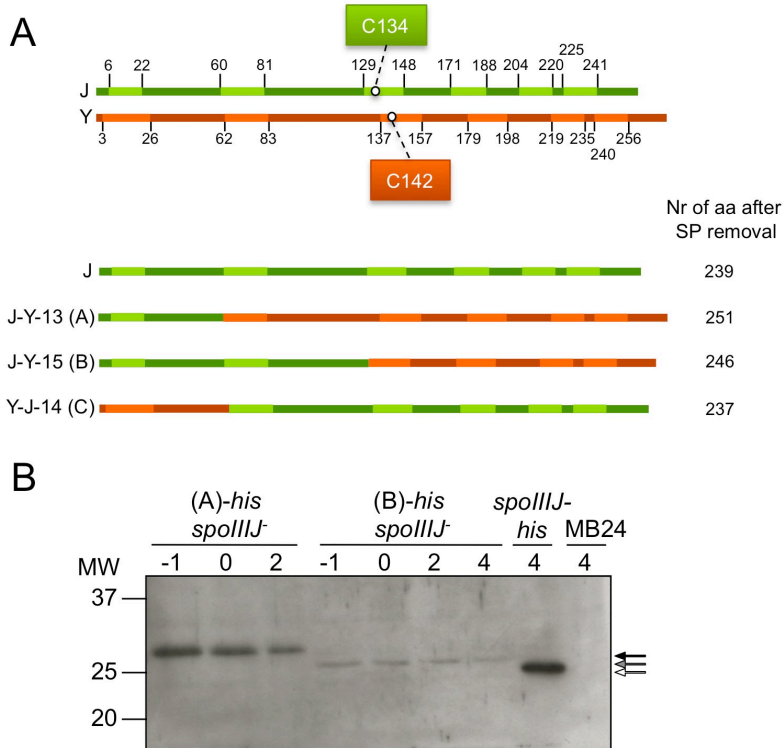 A
C134
225
6 22 60 81 129 148 171 188 204 220 241
J
Y
3 26 62 83 137 157 179 198 219 235 256
240
C142
Nr of aa after
SP removal
J 239
J-Y-13 (A) 251
J-Y-15 (B) 246
Y-J-14 (C) 237
B
(A)-his (B)-his spoIIIJ-
spoIIIJ- spoIIIJ- his MB24
MW -1 0 2 -1 0 2 4 4 4
37
25
20